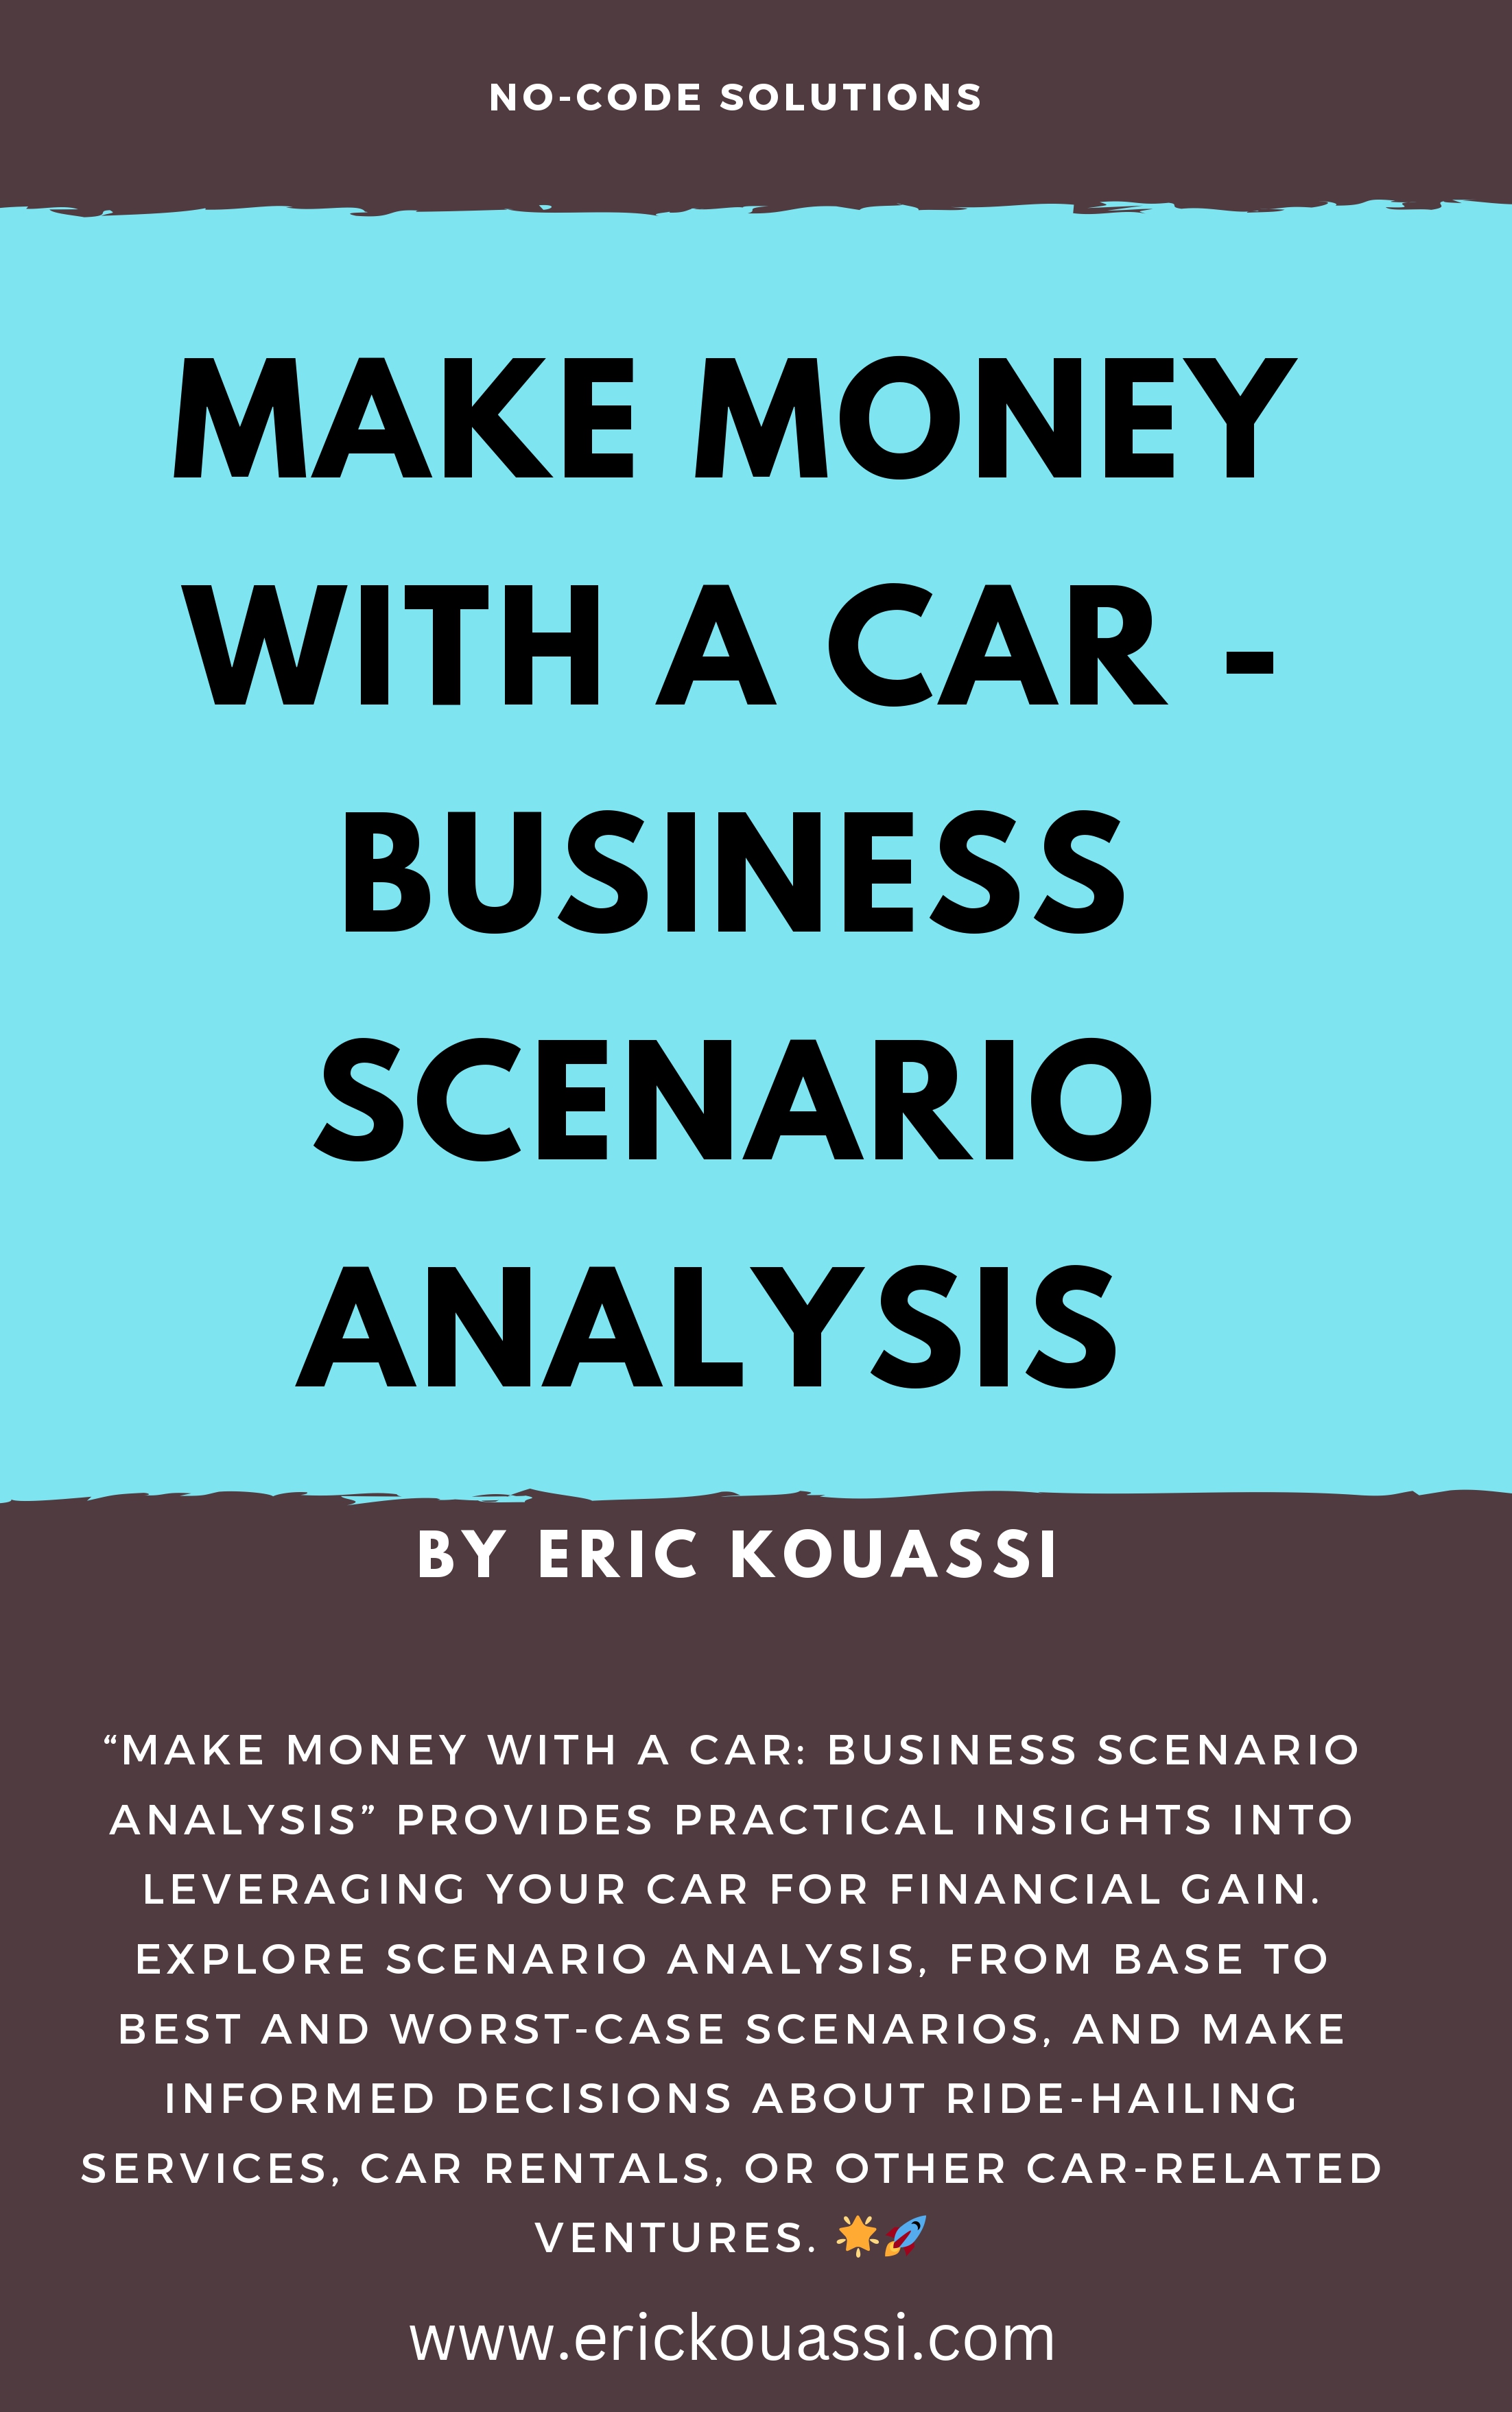 NO-CODE SOLUTIONS
MAKE MONEY
WITH A CAR -
BUSINESS
SCENARIO
ANALYSIS
BY ERIC KOUASSI
“MAKE MONEY WITH A CAR: BUSINESS SCENARIO
ANALYSIS” PROVIDES PRACTICAL INSIGHTS INTO
LEVERAGING YOUR CAR FOR FINANCIAL GAIN.
EXPLORE SCENARIO ANALYSIS, FROM BASE TO
BEST AND WORST-CASE SCENARIOS, AND MAKE
INFORMED DECISIONS ABOUT RIDE-HAILING
SERVICES, CAR RENTALS, OR OTHER CAR-RELATED
VENTURES. 🌟🚀
www.erickouassi.com